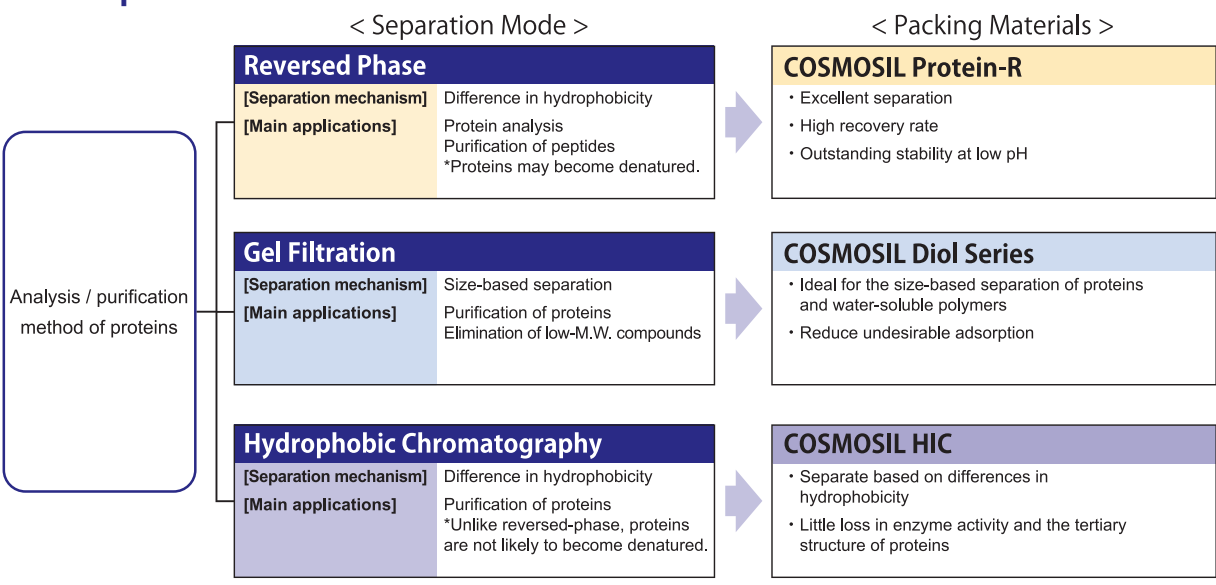 < Separation Mode >
< Packing Materials >
Analysis / purification
method of proteins
Reversed Phase
[Separation mechanism] Difference in hydrophobicity
[Main applications] Protein analysis
Purification of peptides
*Proteins may become denatured.
COSMOSIL Protein-R
・Excellent separation
・High recovery rate
・Outstanding stability at low pH
Gel Filtration
[Separation mechanism] Size-based separation
[Main applications] Purification of proteins
Elimination of low-M.W. compounds
COSMOSIL Diol Series
・Ideal for the size-based separation of proteins
and water-soluble polymers
・Reduce undesirable adsorption
Hydrophobic Chromatography
[Separation mechanism] Difference in hydrophobicity
[Main applications] Purification of proteins
*Unlike reversed-phase, proteins
are not likely to become denatured.
COSMOSIL HIC
・Separate based on differences in
hydrophobicity
・Little loss in enzyme activity and the tertiary
structure of proteins